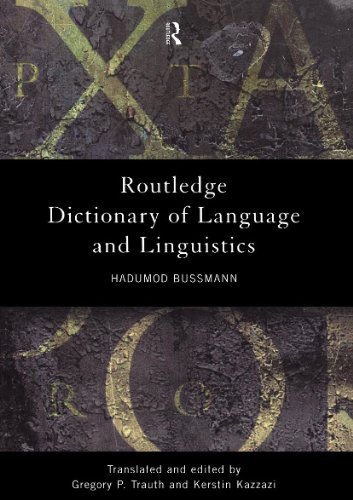 X A
P T A
Routledge
Dictionary of Language
and Linguistics
HADUMOD BUSSMANN
R O
Translated and edited by
Gregory P. Trauth and Kerstin Kazzazi